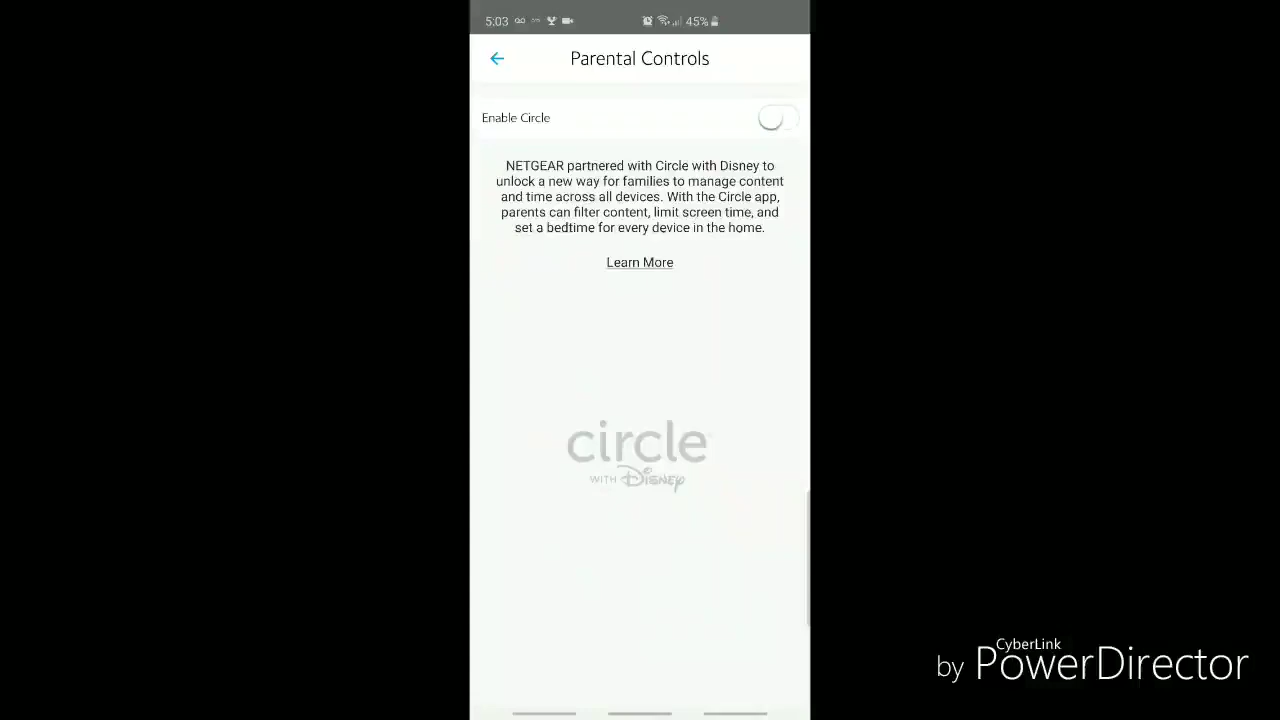 5:03
45%
Parental Controls
Enable Circle
NETGEAR partnered with Circle with Disney to
unlock a new way for families to manage content
and time across all devices. With the Circle app,
parents can filter content, limit screen time, and
set a bedtime for every device in the home.
Learn More
circle
WITH Disney
CyberLink
by PowerDirector